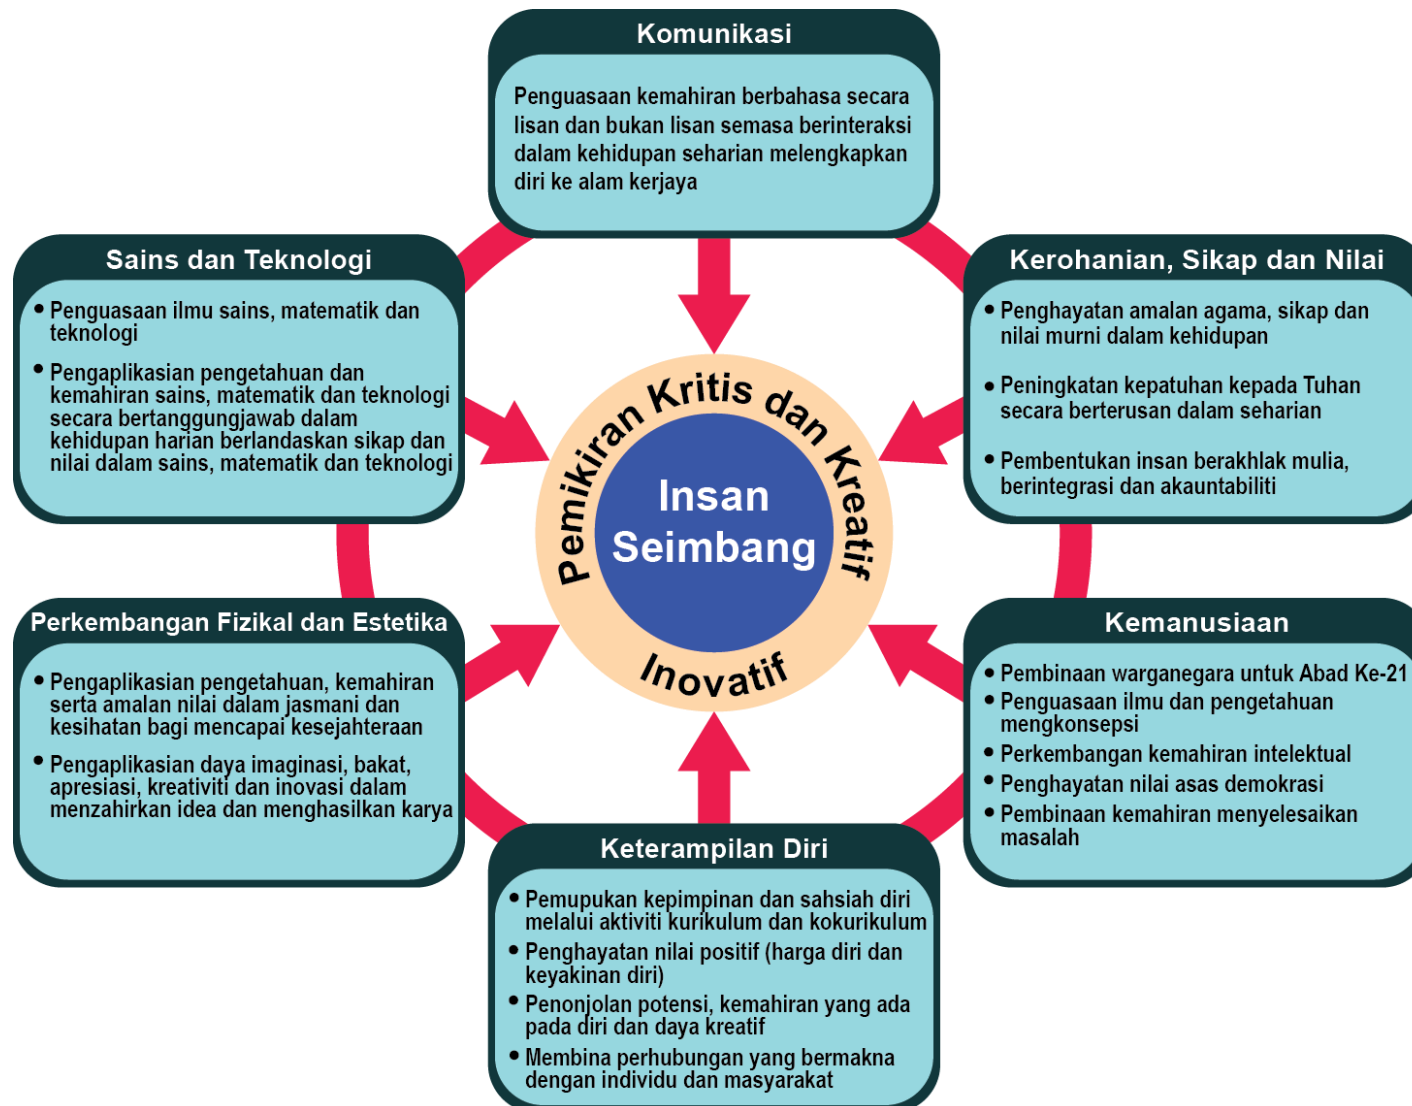 Komunikasi
Penguasaan kemahiran berbahasa secara
lisan dan bukan lisan semasa berinteraksi
dalam kehidupan seharian melengkapkan
diri ke alam kerjaya
Sains dan Teknologi
• Penguasaan ilmu sains, matematik dan
teknologi
• Pengaplikasian pengetahuan dan
kemahiran sains, matematik dan teknologi
secara bertanggungjawab dalam
kehidupan harian berlandaskan sikap dan
nilai dalam sains, matematik dan teknologi
Kerohanian, Sikap dan Nilai
• Penghayatan amalan agama, sikap dan
nilai murni dalam kehidupan
• Peningkatan kepatuhan kepada Tuhan
secara berterusan dalam seharian
• Pembentukan insan berakhlak mulia,
berintegrasi dan akauntabiliti
Pemikiran Kritis dan Kreatif
Insan
Seimbang
Inovatif
Perkembangan Fizikal dan Estetika
• Pengaplikasian pengetahuan, kemahiran
serta amalan nilai dalam jasmani dan
kesihatan bagi mencapai kesejahteraan
• Pengaplikasian daya imaginasi, bakat,
apresiasi, kreativiti dan inovasi dalam
menzahirkan idea dan menghasilkan karya
Kemanusiaan
• Pembinaan warganegara untuk Abad Ke-21
• Penguasaan ilmu dan pengetahuan
mengkonsepsi
• Perkembangan kemahiran intelektual
• Penghayatan nilai asas demokrasi
• Pembinaan kemahiran menyelesaikan
masalah
Keterampilan Diri
• Pemupukan kepimpinan dan sahsiah diri
melalui aktiviti kurikulum dan kokurikulum
• Penghayatan nilai positif (harga diri dan
keyakinan diri)
• Penonjolan potensi, kemahiran yang ada
pada diri dan daya kreatif
• Membina perhubungan yang bermakna
dengan individu dan masyarakat